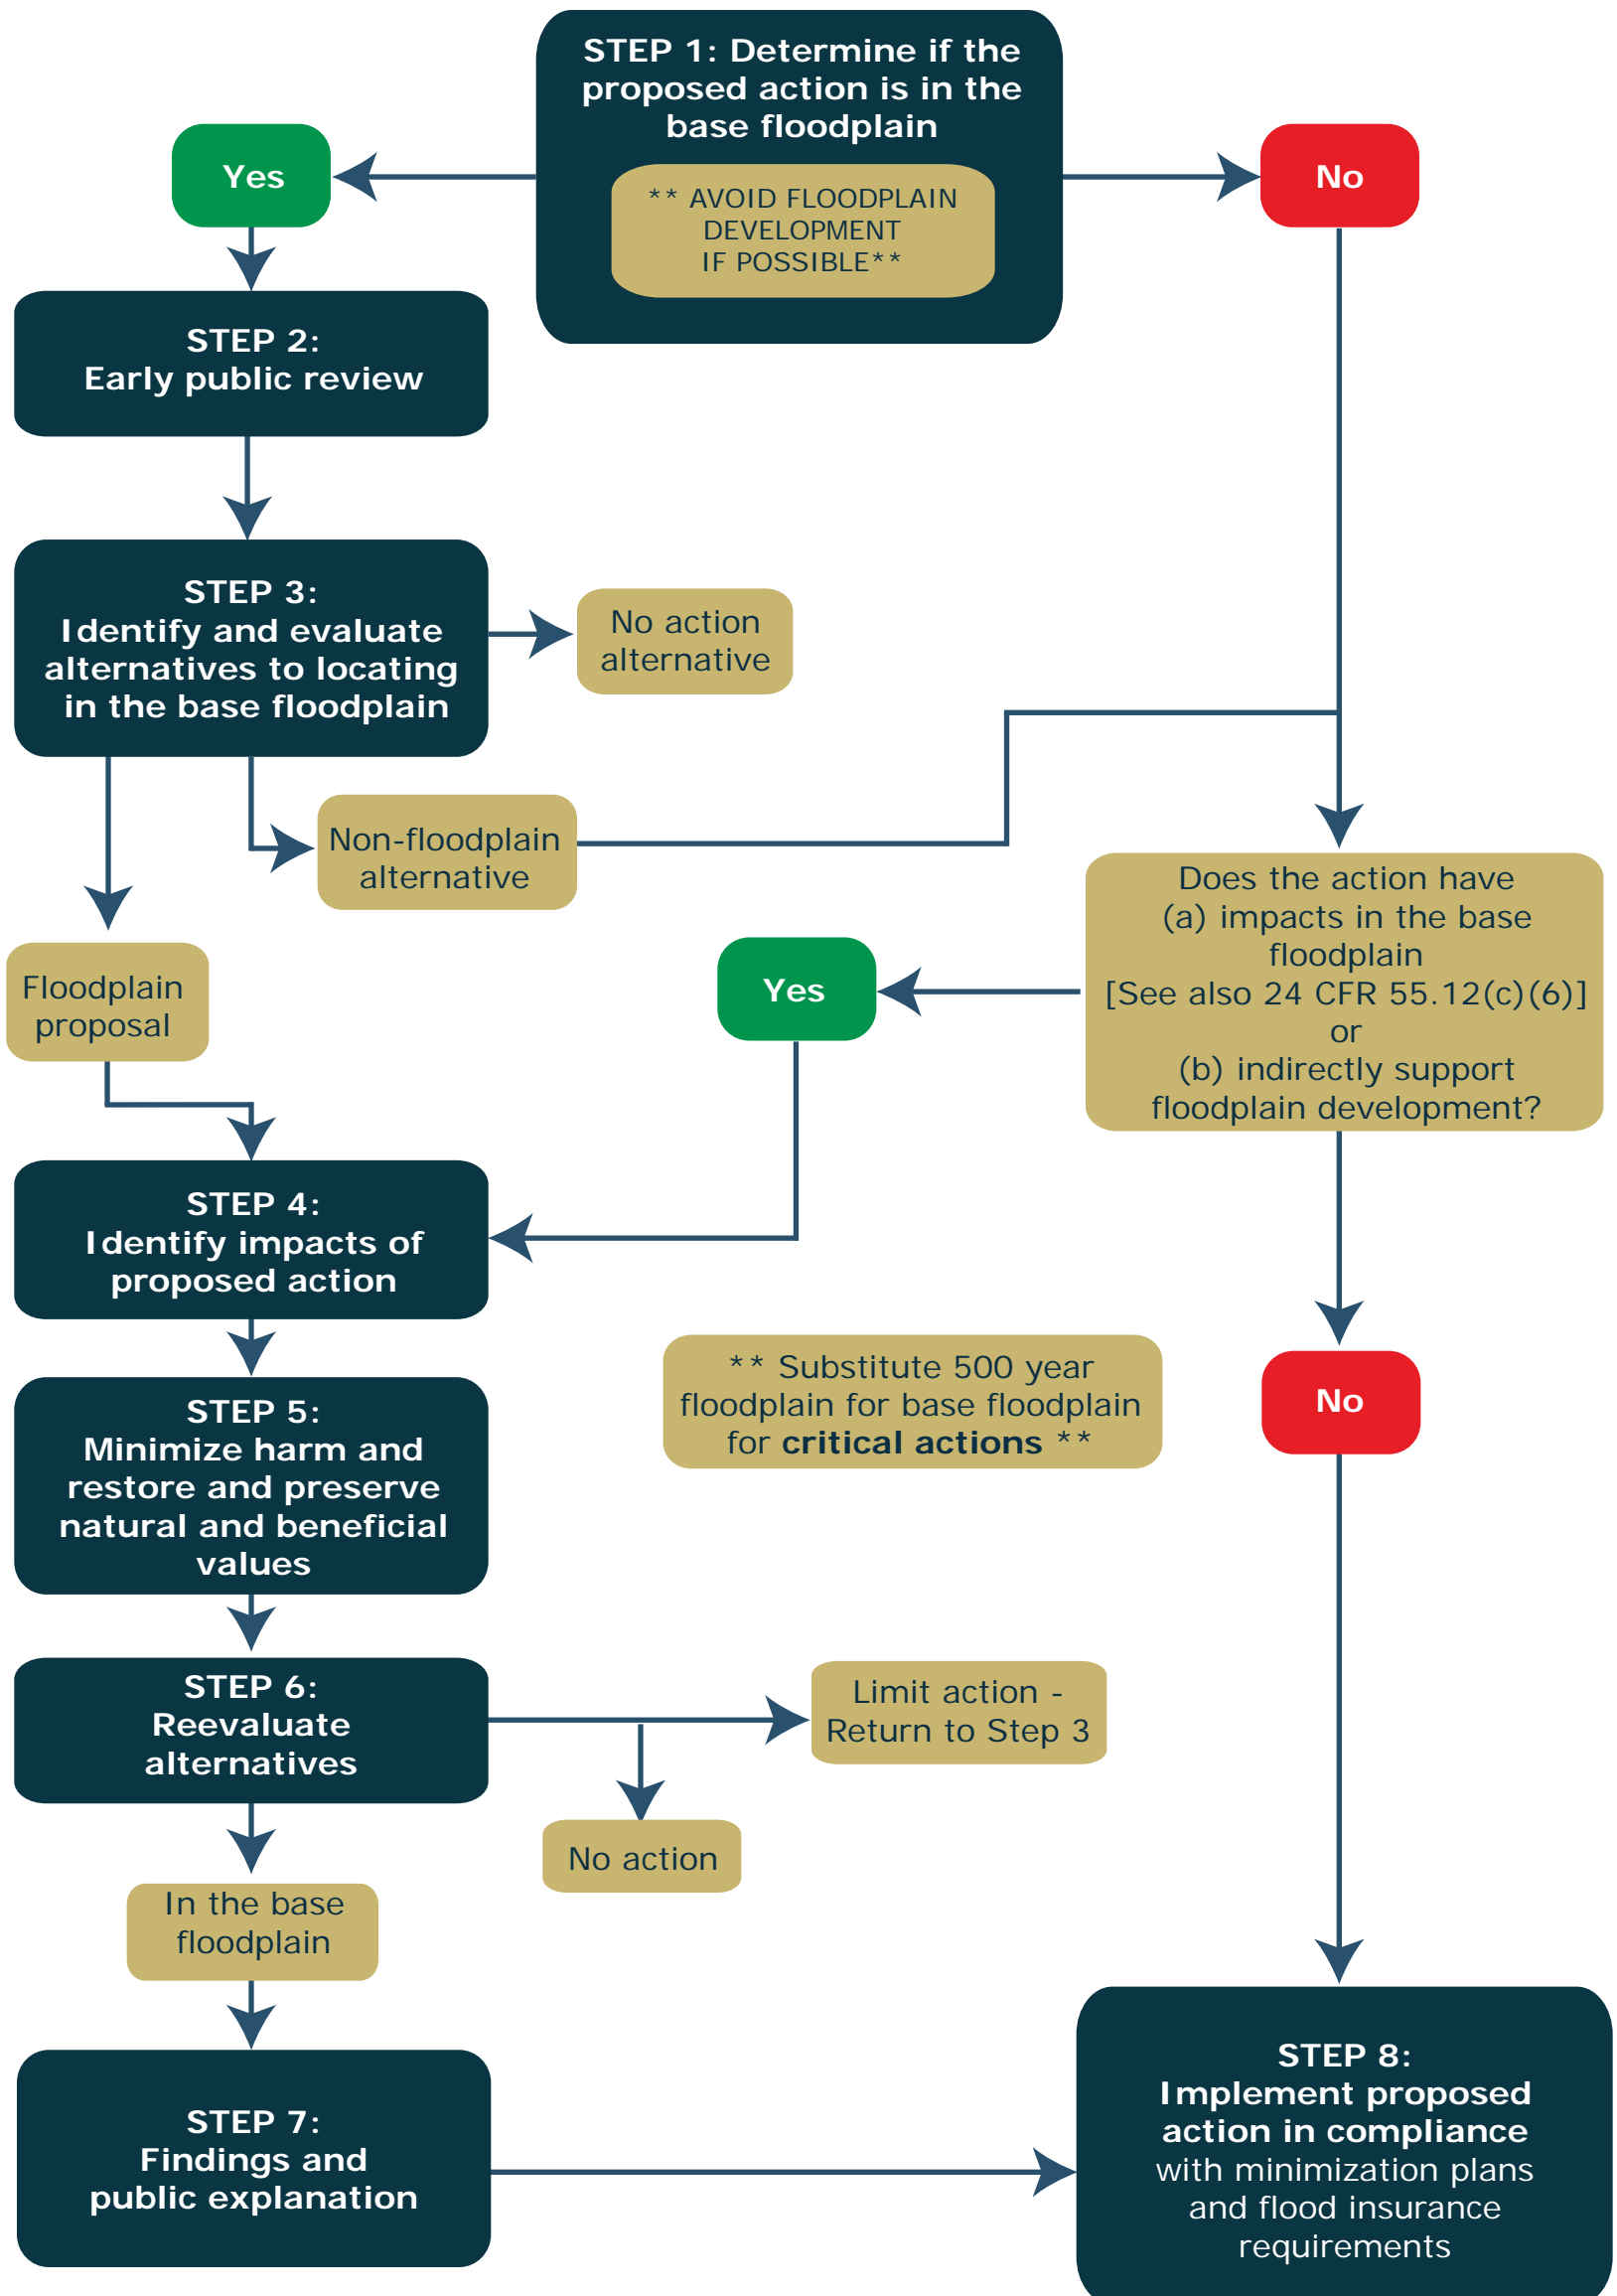 STEP 1: Determine if the
proposed action is in the
base floodplain
** AVOID FLOODPLAIN
DEVELOPMENT
IF POSSIBLE**
Yes
No
STEP 2:
Early public review
STEP 3:
Identify and evaluate
alternatives to locating
in the base floodplain
No action
alternative
Non-floodplain
alternative
Floodplain
proposal
Does the action have
(a) impacts in the base
floodplain
[See also 24 CFR 55.12(c)(6)]
or
(b) indirectly support
floodplain development?
Yes
STEP 4:
Identify impacts of
proposed action
** Substitute 500 year
floodplain for base floodplain
for critical actions **
No
STEP 5:
Minimize harm and
restore and preserve
natural and beneficial
values
STEP 6:
Reevaluate
alternatives
Limit action -
Return to Step 3
No action
In the base
floodplain
STEP 7:
Findings and
public explanation
STEP 8:
Implement proposed
action in compliance
with minimization plans
and flood insurance
requirements